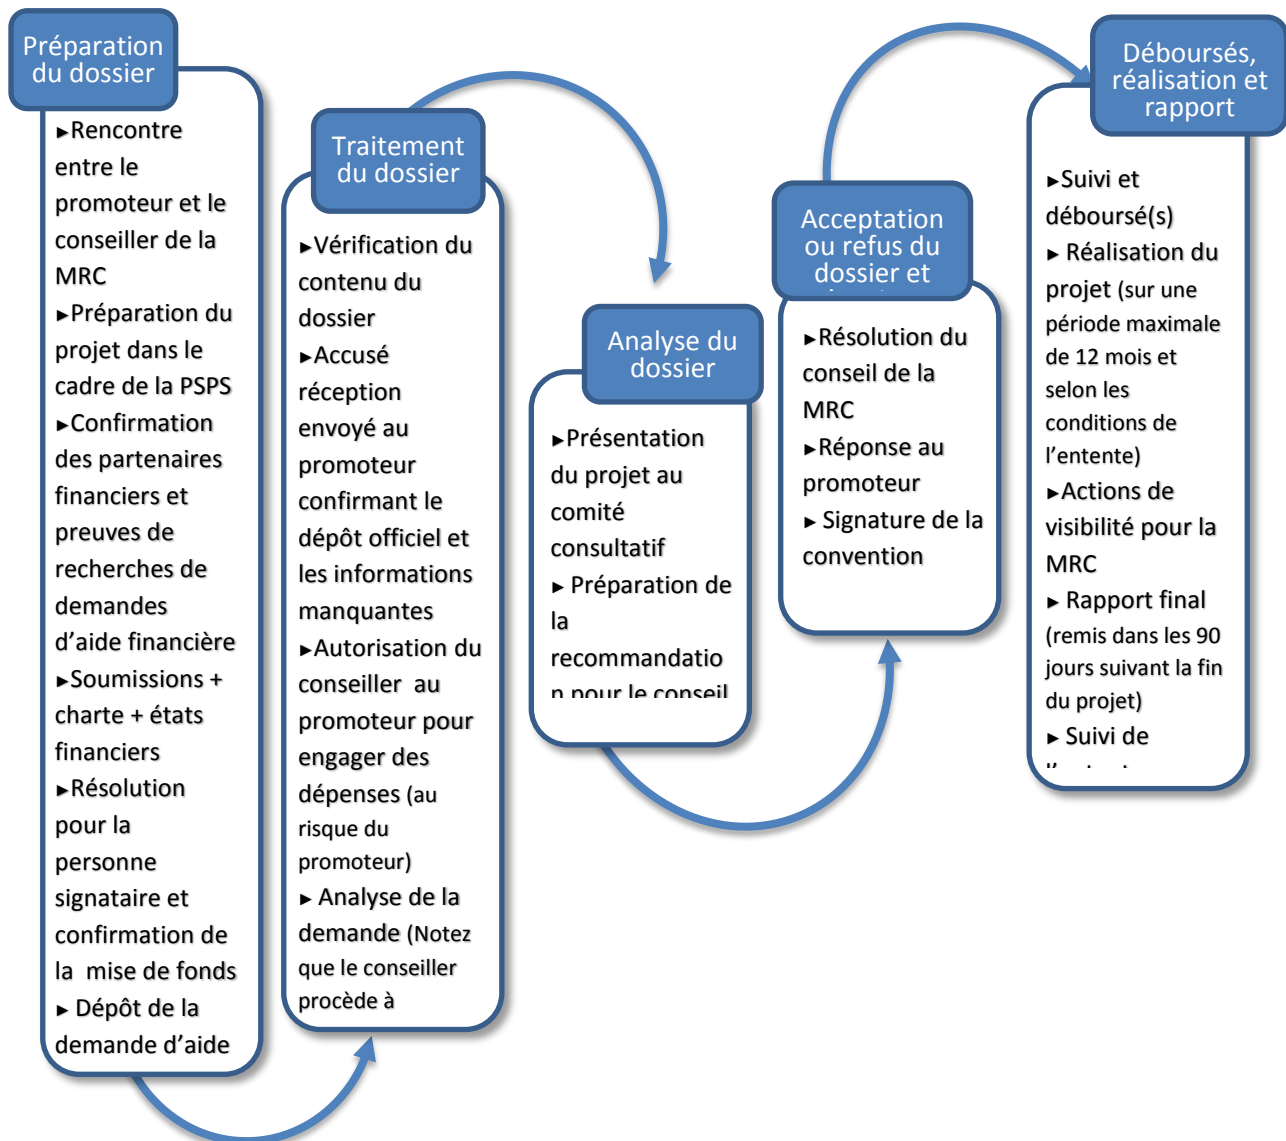 Préparation
du dossier
►Rencontre
entre le
promoteur et le
conseiller de la
MRC
►Préparation du
projet dans le
cadre de la PSPS
►Confirmation
des partenaires
financiers et
preuves de
recherches de
demandes
d'aide financière
►Soumissions +
charte + états
financiers
►Résolution
pour la
personne
signataire et
confirmation de
la mise de fonds
► Dépôt de la
demande d'aide
Traitement
du dossier
►Vérification du
contenu du
dossier
►Accusé
réception
envoyé au
promoteur
confirmant le
dépôt officiel et
les informations
manquantes
►Autorisation du
conseiller au
promoteur pour
engager des
dépenses (au
risque du
promoteur)
► Analyse de la
demande (Notez
que le conseiller
procède à
Analyse du
dossier
►Présentation
du projet au
comité
consultatif
► Préparation de
la
recommandatio
n pour le conseil
Acceptation
ou refus du
dossier et
►Résolution du
conseil de la
MRC
►Réponse au
promoteur
► Signature de la
convention
Déboursés,
réalisation et
rapport
►Suivi et
déboursé(s)
► Réalisation du
projet (sur une
période maximale
de 12 mois et
selon les
conditions de
l'entente)
►Actions de
visibilité pour la
MRC
► Rapport final
(remis dans les 90
jours suivant la fin
du projet)
► Suivi de